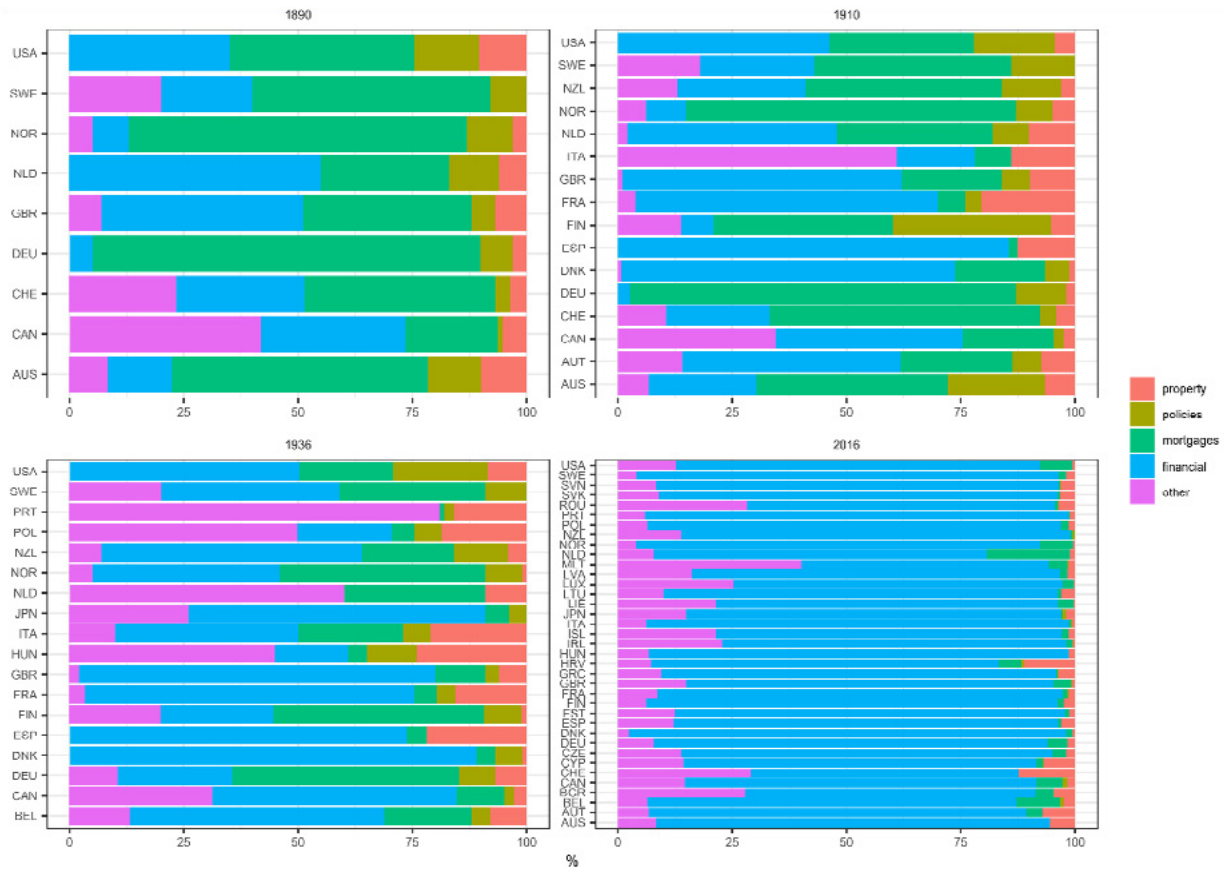 1890
USA
SWE
NOR
NLD
GBR
DEU
CHE
CAN
AUS
0 25 50 75 100
1910
USA
SWE
NZL
NOR
NLD
ITA
GBR
FRA
FIN
ESP
DNK
DEU
CHE
CAN
AUT
AUS
0 25 50 75 100
1936
USA
SWE
PRT
POL
NZL
NOR
NLD
JPN
ITA
HUN
GBR
FRA
FIN
ESP
DNK
DEU
CAN
BEL
0 25 50 75 100
2016
USA
SWE
SVN
SVK
ROU
PRT
POL
NZL
NOR
NLD
MLT
LVA
LUX
LTU
LIE
JPN
ITA
ISL
IRL
HUN
HRV
GRC
GBR
FRA
FIN
EST
ESP
DNK
DEU
CZE
CYP
CHE
CAN
BGR
BEL
AUT
AUS
0 25 50 75 100
%
property
policies
mortgages
financial
other